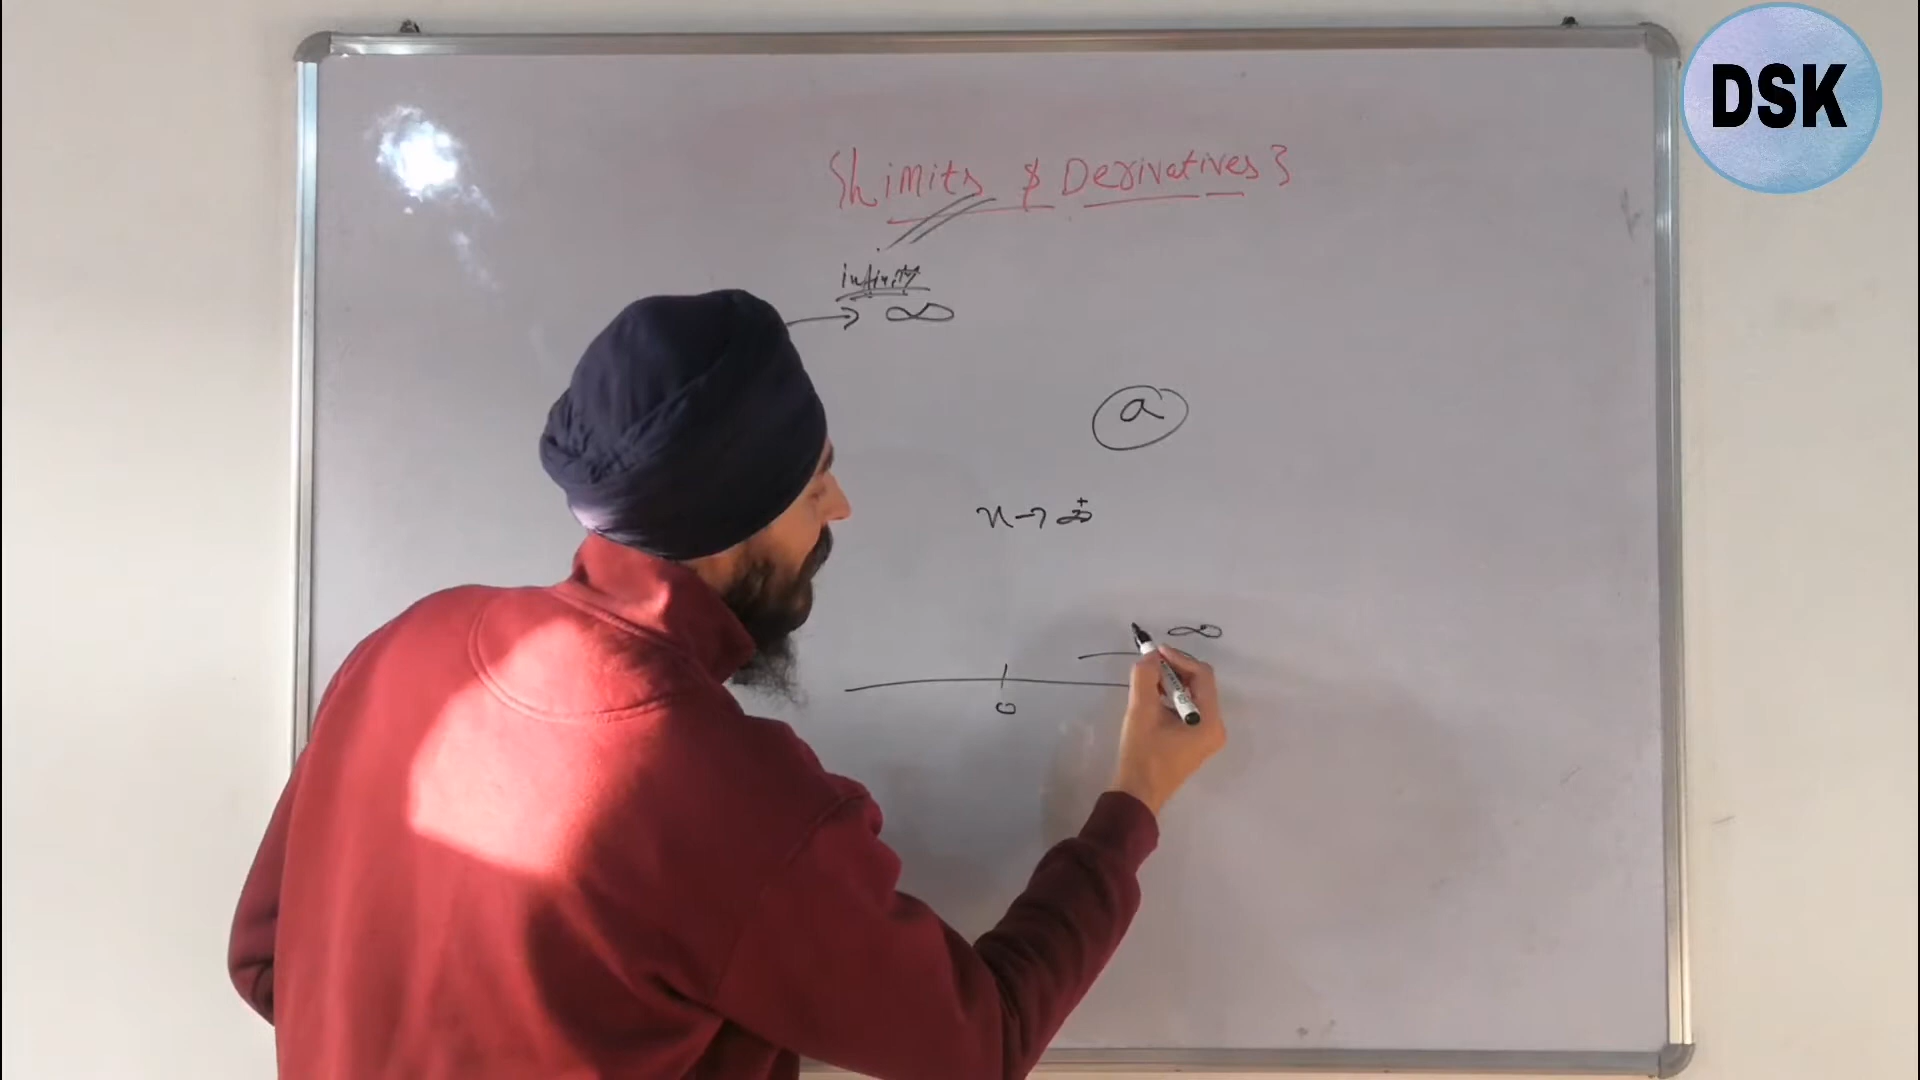 DSK
{Limits & Derivatives}
infinity
→ ∞
a
x → ∞⁺
∞
0